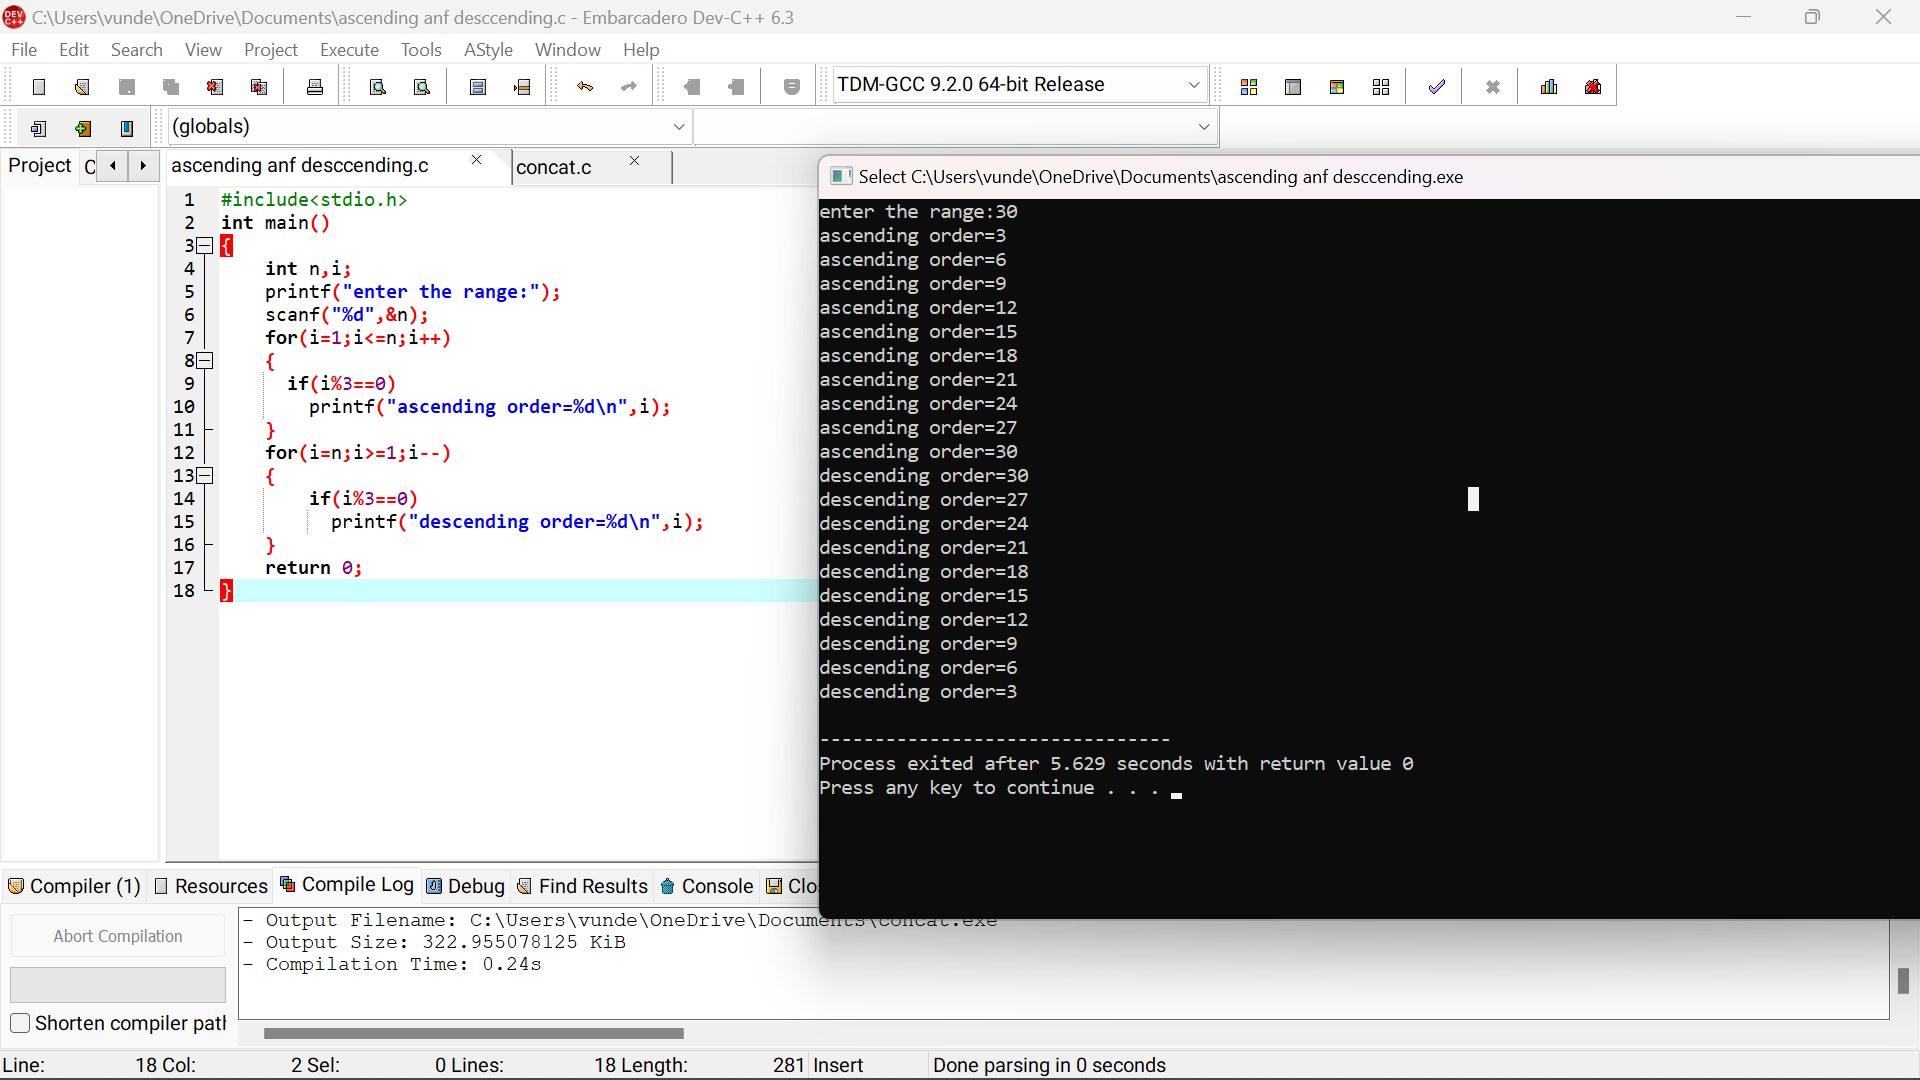 C:\Users\vunde\OneDrive\Documents\ascending anf desccending.c - Embarcadero Dev-C++ 6.3
File Edit Search View Project Execute Tools AStyle Window Help
TDM-GCC 9.2.0 64-bit Release
(globals)
Project
ascending anf desccending.c
concat.c
1 #include<stdio.h>
2 int main()
3 {
4 int n,i;
5 printf("enter the range:");
6 scanf("%d",&n);
7 for(i=1;i<=n;i++)
8 {
9 if(i%3==0)
10 printf("ascending order=%d\n",i);
11 }
12 for(i=n;i>=1;i--)
13 {
14 if(i%3==0)
15 printf("descending order=%d\n",i);
16 }
17 return 0;
18 }
Select C:\Users\vunde\OneDrive\Documents\ascending anf desccending.exe
enter the range:30
ascending order=3
ascending order=6
ascending order=9
ascending order=12
ascending order=15
ascending order=18
ascending order=21
ascending order=24
ascending order=27
ascending order=30
descending order=30
descending order=27
descending order=24
descending order=21
descending order=18
descending order=15
descending order=12
descending order=9
descending order=6
descending order=3
--------------------------------
Process exited after 5.629 seconds with return value 0
Press any key to continue . . .
Compiler (1) Resources Compile Log Debug Find Results Console Clo
Abort Compilation
Shorten compiler path
- Output Filename: C:\Users\vunde\OneDrive\Documents\concat.exe
- Output Size: 322.955078125 KiB
- Compilation Time: 0.24s
Line: 18 Col: 2 Sel: 0 Lines: 18 Length: 281 Insert Done parsing in 0 seconds